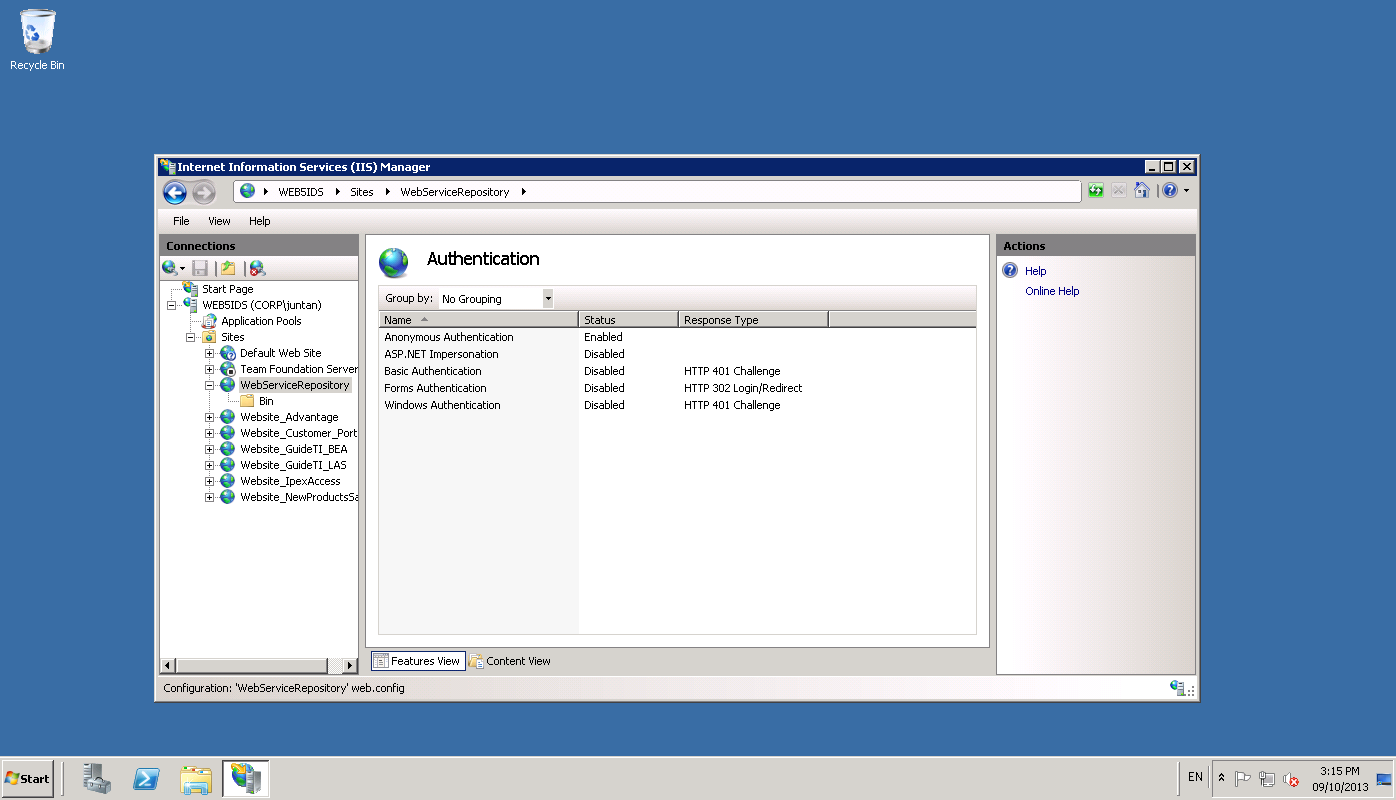 Recycle Bin
Internet Information Services (IIS) Manager
WEB5IDS Sites WebServiceRepository
File View Help
Connections
Start Page
WEB5IDS (CORP\juntan)
Application Pools
Sites
Default Web Site
Team Foundation Server
WebServiceRepository
Bin
Website_Advantage
Website_Customer_Port
Website_GuideTI_BEA
Website_GuideTI_LAS
Website_IpexAccess
Website_NewProductsSa
Authentication
Group by: No Grouping
Name Status Response Type
Anonymous Authentication Enabled
ASP.NET Impersonation Disabled
Basic Authentication Disabled HTTP 401 Challenge
Forms Authentication Disabled HTTP 302 Login/Redirect
Windows Authentication Disabled HTTP 401 Challenge
Features View Content View
Actions
Help
Online Help
Configuration: 'WebServiceRepository' web.config
Start
EN
3:15 PM
09/10/2013